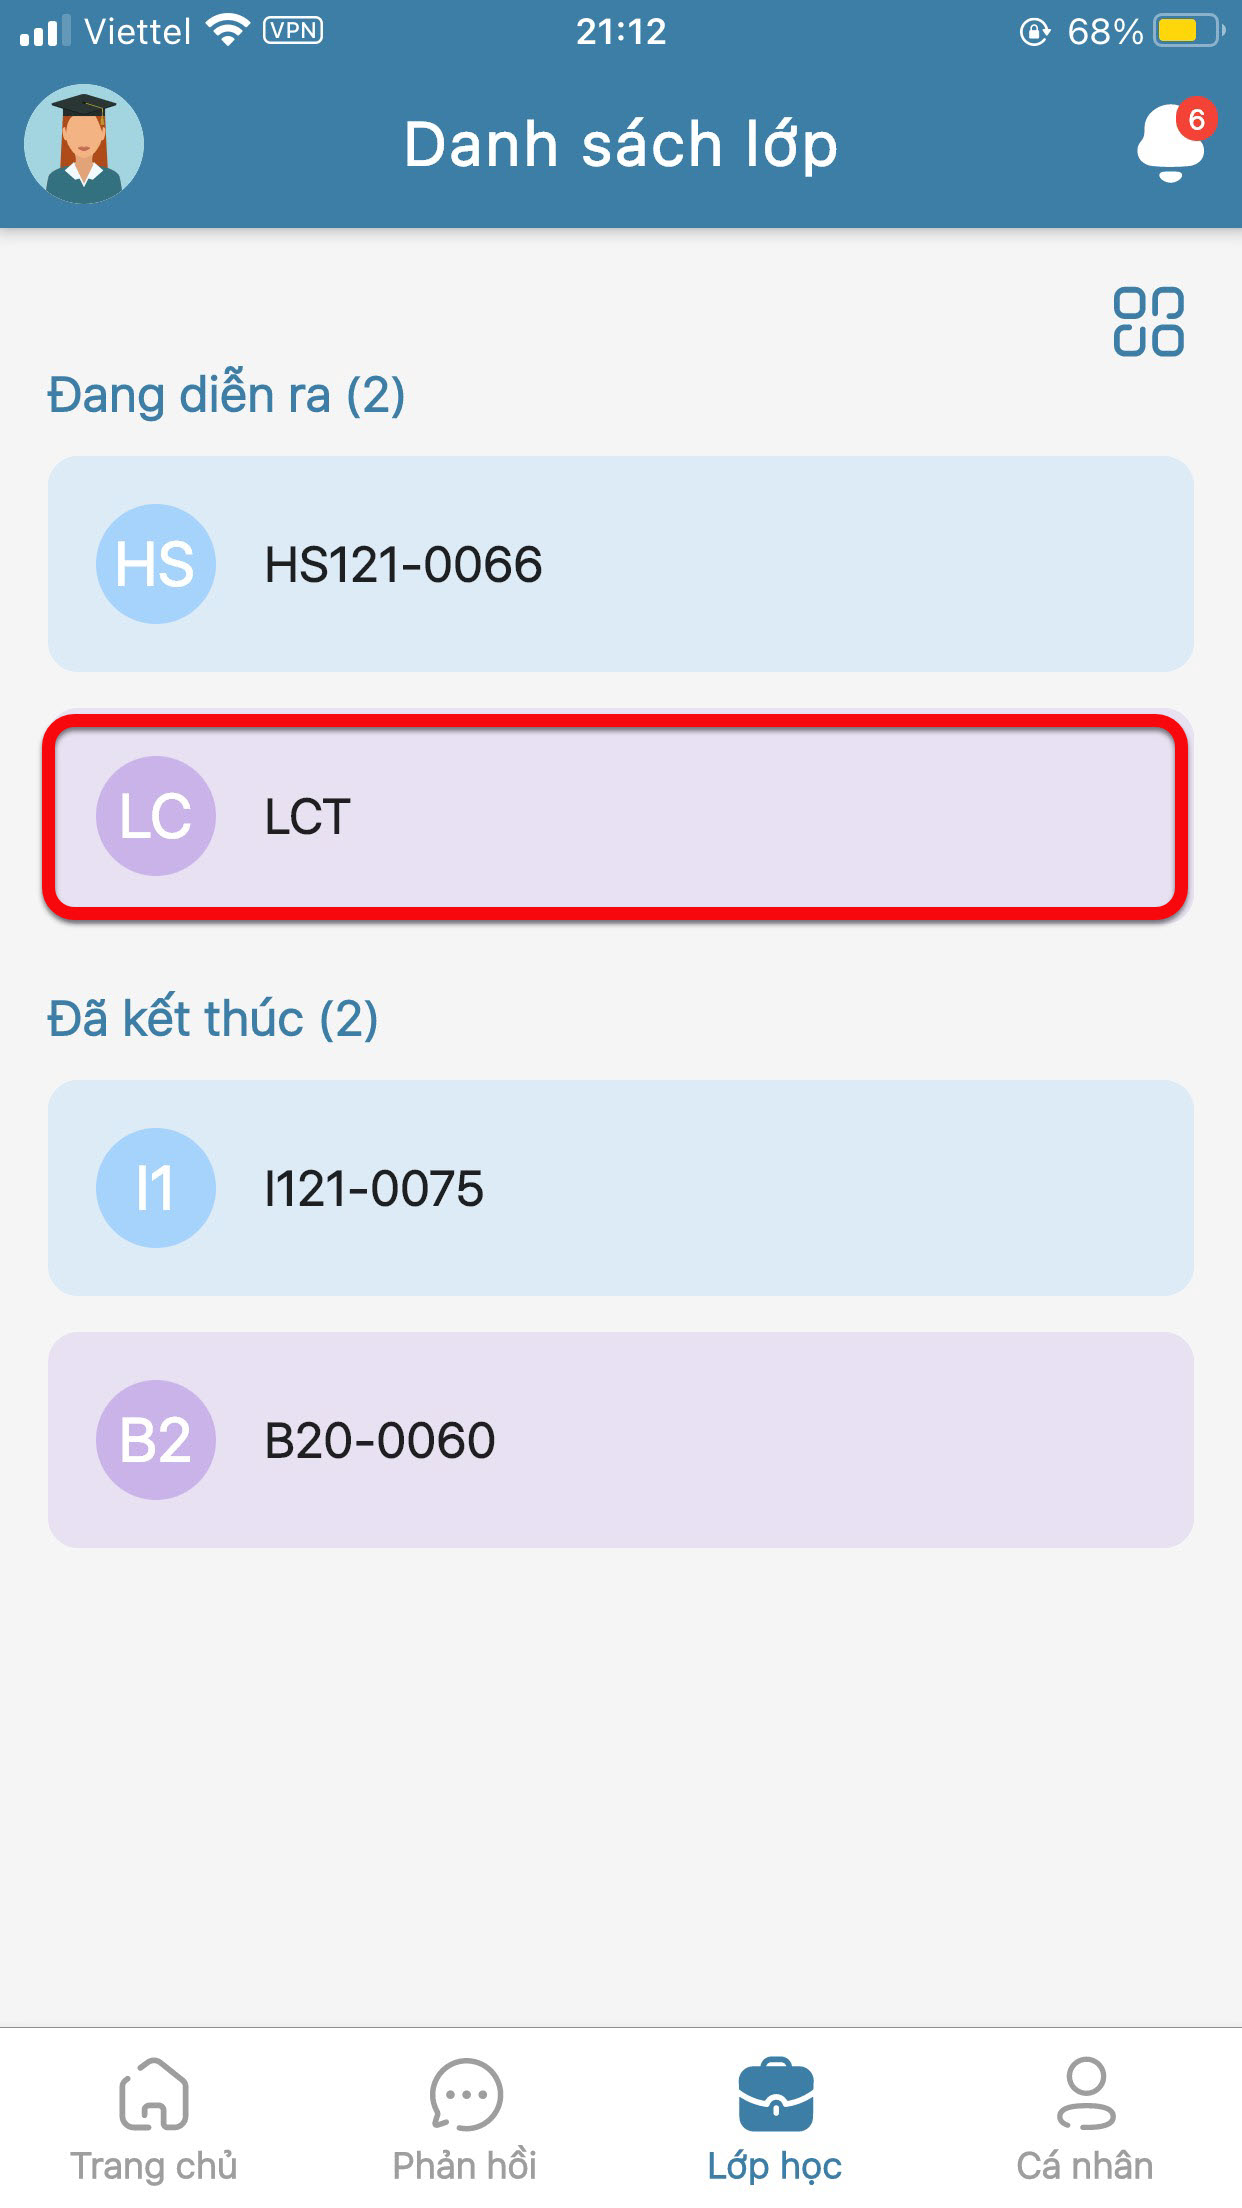 Viettel VPN 21:12 68%
Danh sách lớp 6
Đang diễn ra (2)
HS HS121-0066
LC LCT
Đã kết thúc (2)
I1 I121-0075
B2 B20-0060
Trang chủ Phản hồi Lớp học Cá nhân